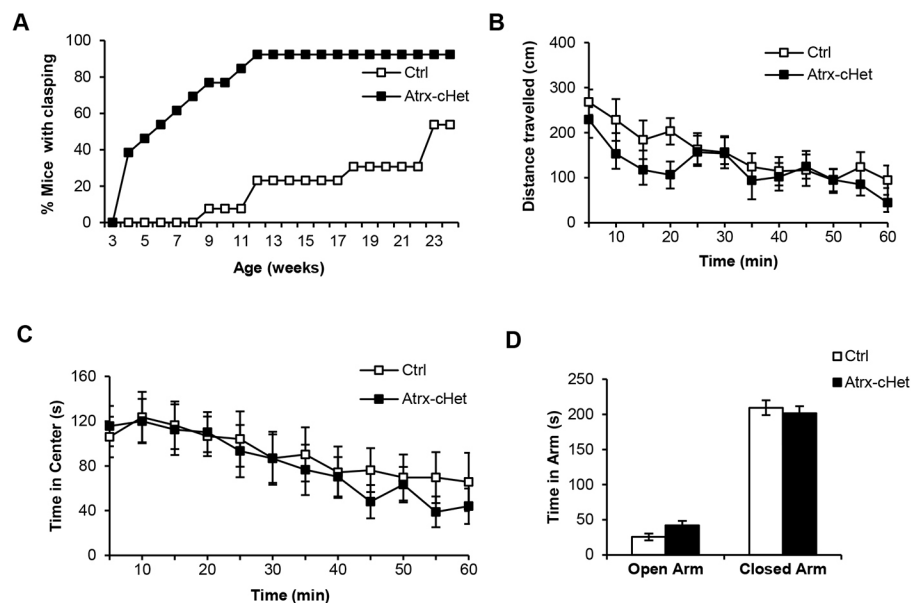 A
% Mice with clasping
100
80
60
40
20
0
3 5 7 9 11 13 15 17 19 21 23
Age (weeks)
Ctrl
Atrx-cHet
B
Distance travelled (cm)
400
300
200
100
0
10 20 30 40 50 60
Time (min)
Ctrl
Atrx-cHet
C
Time in Center (s)
160
120
80
40
0
10 20 30 40 50 60
Time (min)
Ctrl
Atrx-cHet
D
Time in Arm (s)
250
200
150
100
50
0
Open Arm Closed Arm
Ctrl
Atrx-cHet